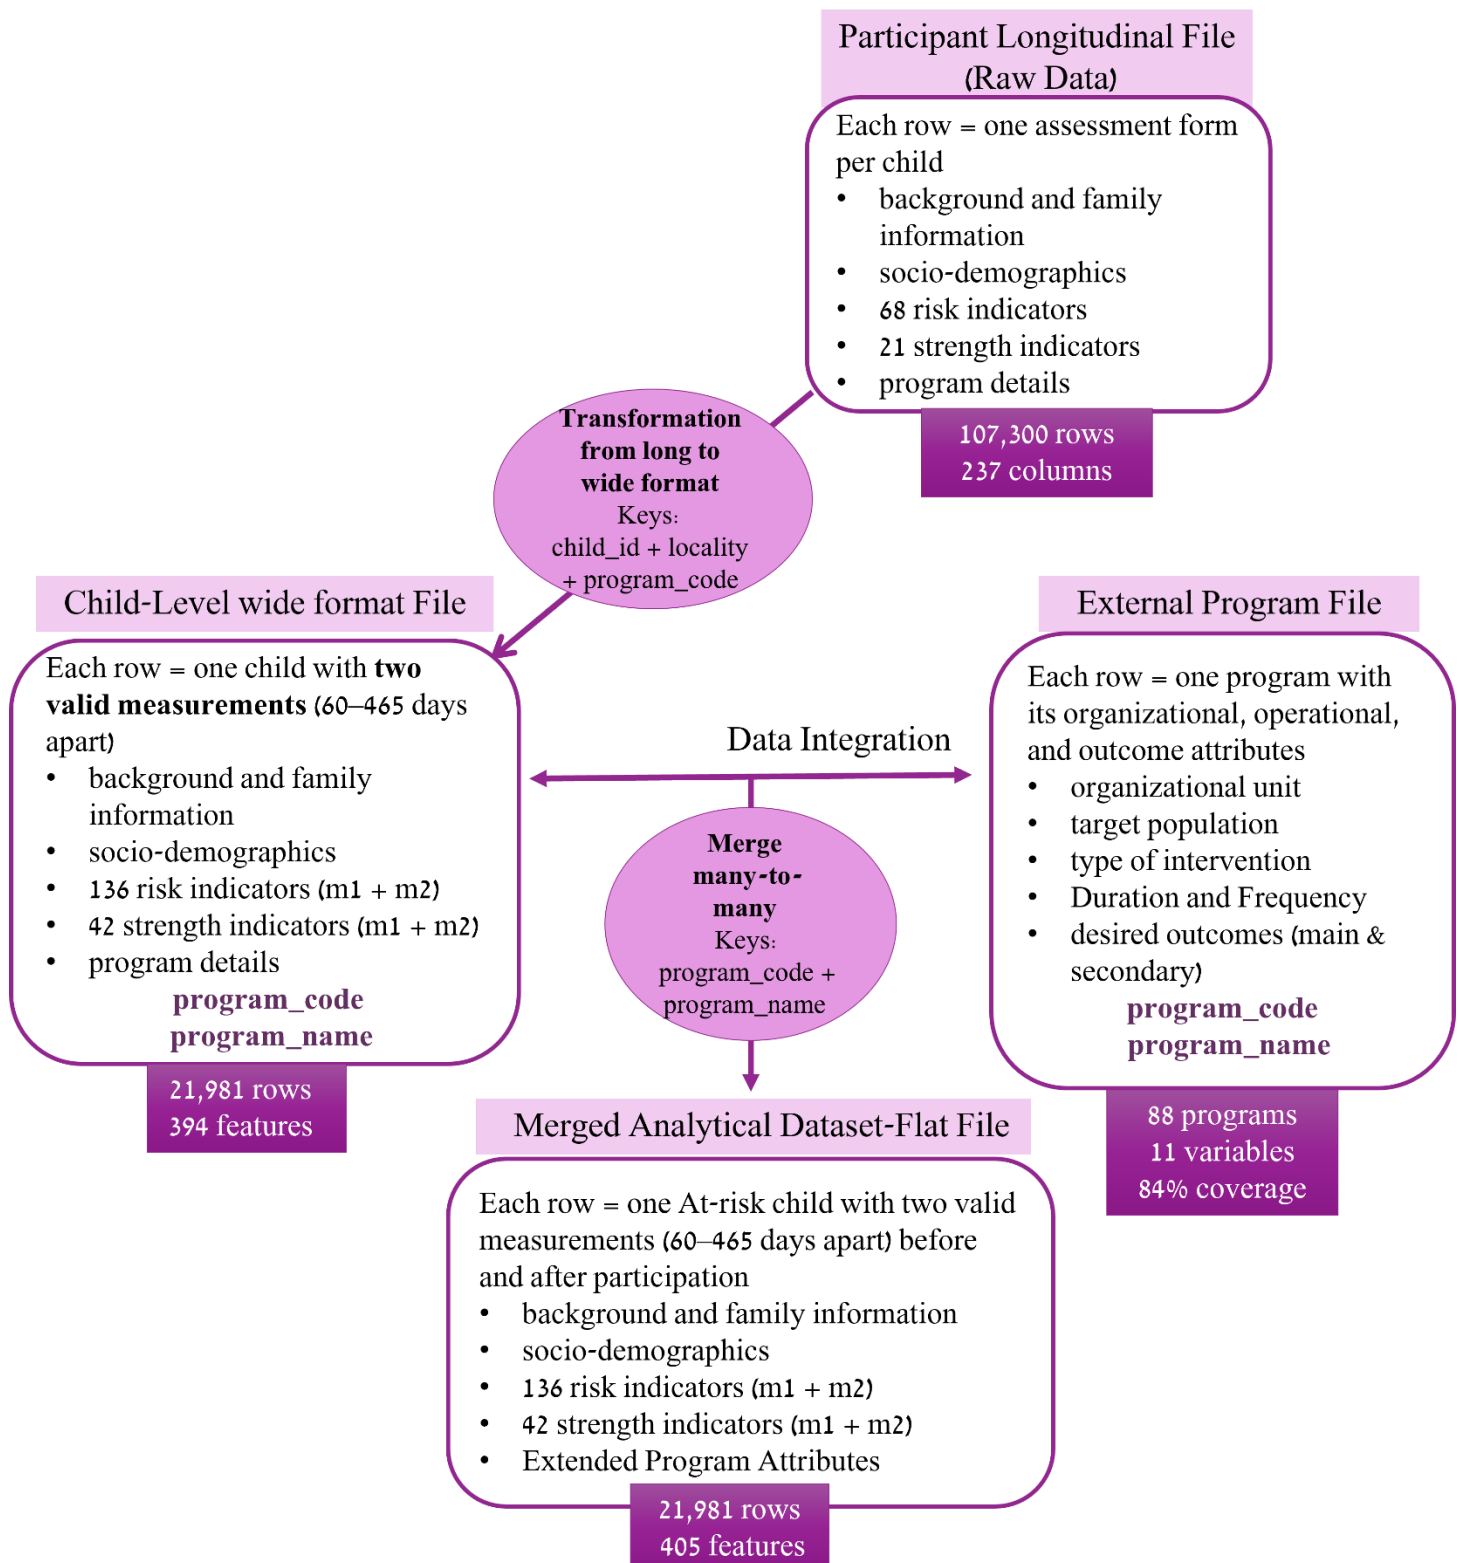 Participant Longitudinal File
(Raw Data)
Each row = one assessment form
per child
• background and family
information
• socio-demographics
• 68 risk indicators
• 21 strength indicators
• program details
107,300 rows
237 columns
Transformation
from long to
wide format
Keys:
child_id + locality
+ program_code
Child-Level wide format File
Each row = one child with two
valid measurements (60–465 days
apart)
• background and family
information
• socio-demographics
• 136 risk indicators (m1 + m2)
• 42 strength indicators (m1 + m2)
• program details
program_code
program_name
21,981 rows
394 features
External Program File
Each row = one program with
its organizational, operational,
and outcome attributes
• organizational unit
• target population
• type of intervention
• Duration and Frequency
• desired outcomes (main &
secondary)
program_code
program_name
88 programs
11 variables
84% coverage
Data Integration
Merge
many-to-
many
Keys:
program_code +
program_name
Merged Analytical Dataset-Flat File
Each row = one At-risk child with two valid
measurements (60–465 days apart) before
and after participation
• background and family information
• socio-demographics
• 136 risk indicators (m1 + m2)
• 42 strength indicators (m1 + m2)
• Extended Program Attributes
21,981 rows
405 features